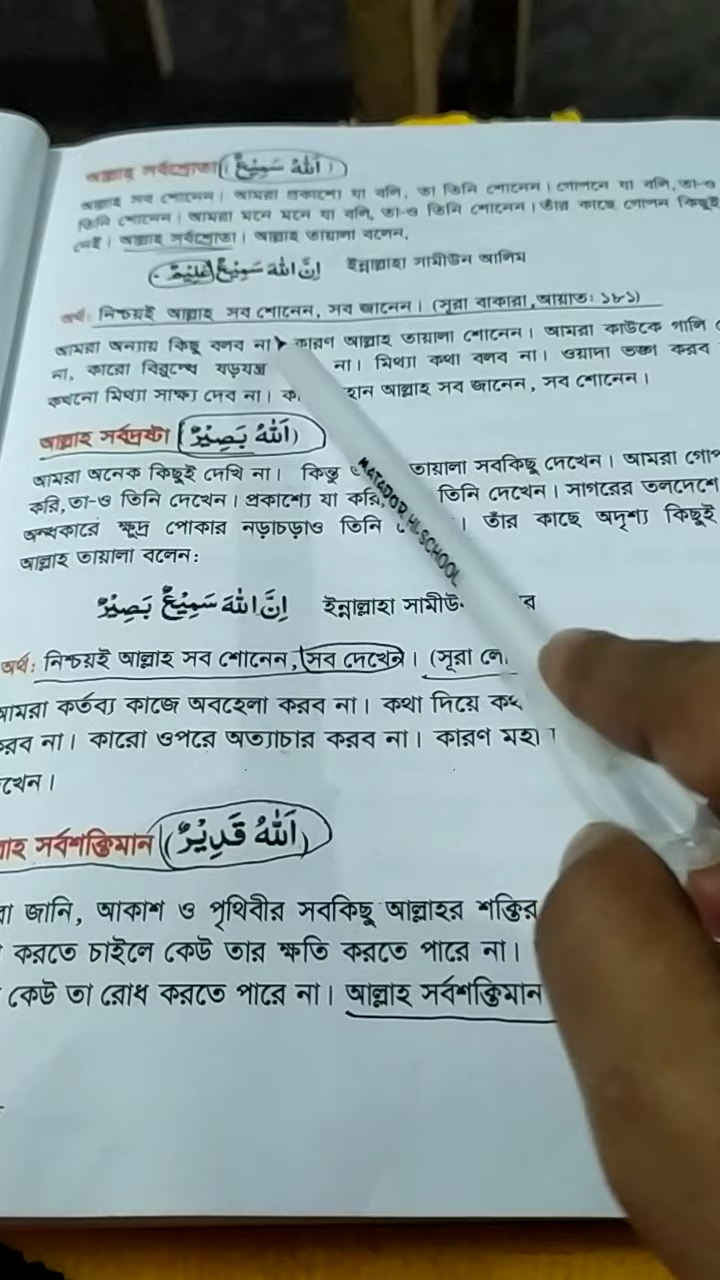 আল্লাহ সর্বশ্রোতা (اَللّٰهُ سَمِيْعٌ)
আল্লাহ সব শোনেন। আমরা প্রকাশ্যে যা বলি, তা তিনি শোনেন। গোপনে যা বলি, তা-ও
তিনি শোনেন। আমরা মনে মনে যা বলি, তা-ও তিনি শোনেন। তাঁর কাছে গোপন কিছুই
নেই। আল্লাহ সর্বশ্রোতা। আল্লাহ তায়ালা বলেন,
اِنَّ اللّٰهَ سَمِيْعٌ عَلِيْمٌ ইন্নাল্লাহা সামীউন আলিম
অর্থ: নিশ্চয়ই আল্লাহ সব শোনেন, সব জানেন। (সূরা বাকারা, আয়াত: ১৮১)
আমরা অন্যায় কিছু বলব না। কারণ আল্লাহ তায়ালা শোনেন। আমরা কাউকে গালি
না, কারো বিরুদ্ধে ষড়যন্ত্র না। মিথ্যা কথা বলব না। ওয়াদা ভঙ্গ করব
কখনো মিথ্যা সাক্ষ্য দেব না। হান আল্লাহ সব জানেন, সব শোনেন।
আল্লাহ সর্বদ্রষ্টা (اَللّٰهُ بَصِيْرٌ)
আমরা অনেক কিছুই দেখি না। কিন্তু তায়ালা সবকিছু দেখেন। আমরা গোপ
করি, তা-ও তিনি দেখেন। প্রকাশ্যে যা করি, তিনি দেখেন। সাগরের তলদেশে
অন্ধকারে ক্ষুদ্র পোকার নড়াচড়াও তিনি । তাঁর কাছে অদৃশ্য কিছুই
আল্লাহ তায়ালা বলেন:
اِنَّ اللّٰهَ سَمِيْعٌ بَصِيْرٌ ইন্নাল্লাহা সামীউ র
অর্থ: নিশ্চয়ই আল্লাহ সব শোনেন, সব দেখেন। (সূরা লো
আমরা কর্তব্য কাজে অবহেলা করব না। কথা দিয়ে কথ
করব না। কারো ওপরে অত্যাচার করব না। কারণ মহা
খেন।
াহ সর্বশক্তিমান (اَللّٰهُ قَدِيْرٌ)
রা জানি, আকাশ ও পৃথিবীর সবকিছু আল্লাহর শক্তির
করতে চাইলে কেউ তার ক্ষতি করতে পারে না।
কেউ তা রোধ করতে পারে না। আল্লাহ সর্বশক্তিমান
MATADOR HI-SCHOOL